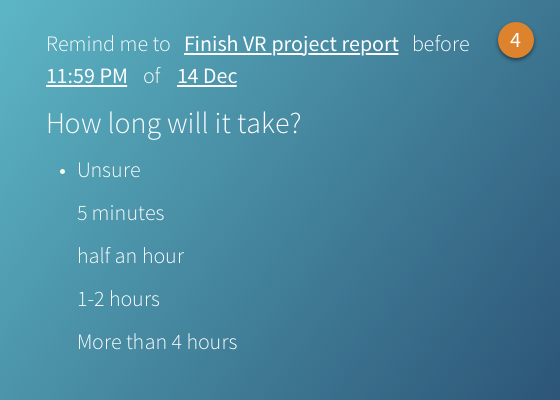 Remind me to Finish VR project report before
4
11:59 PM of 14 Dec
How long will it take?
• Unsure
5 minutes
half an hour
1-2 hours
More than 4 hours